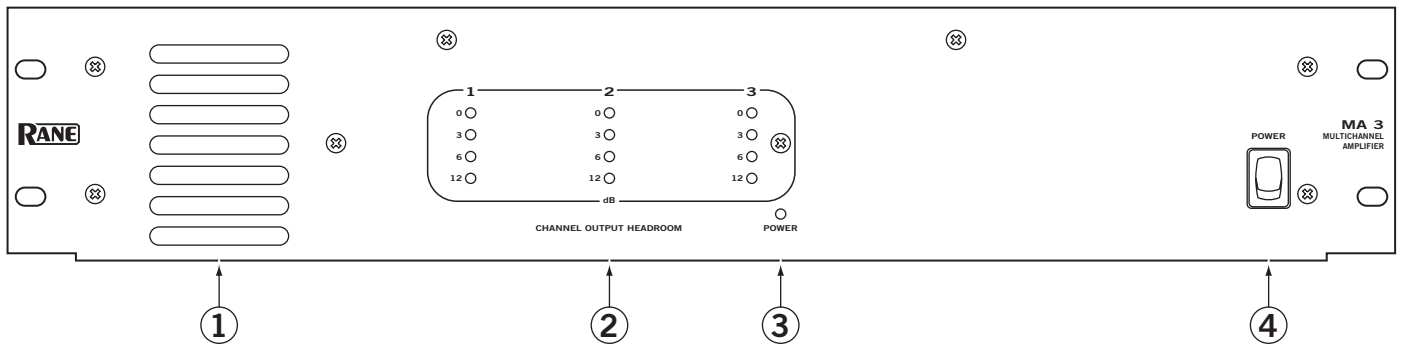 1 2 3
0 0 0
3 3 3
6 6 6
12 12 12
dB
CHANNEL OUTPUT HEADROOM
POWER
RANE
POWER
MA 3
MULTICHANNEL
AMPLIFIER
1 2 3 4